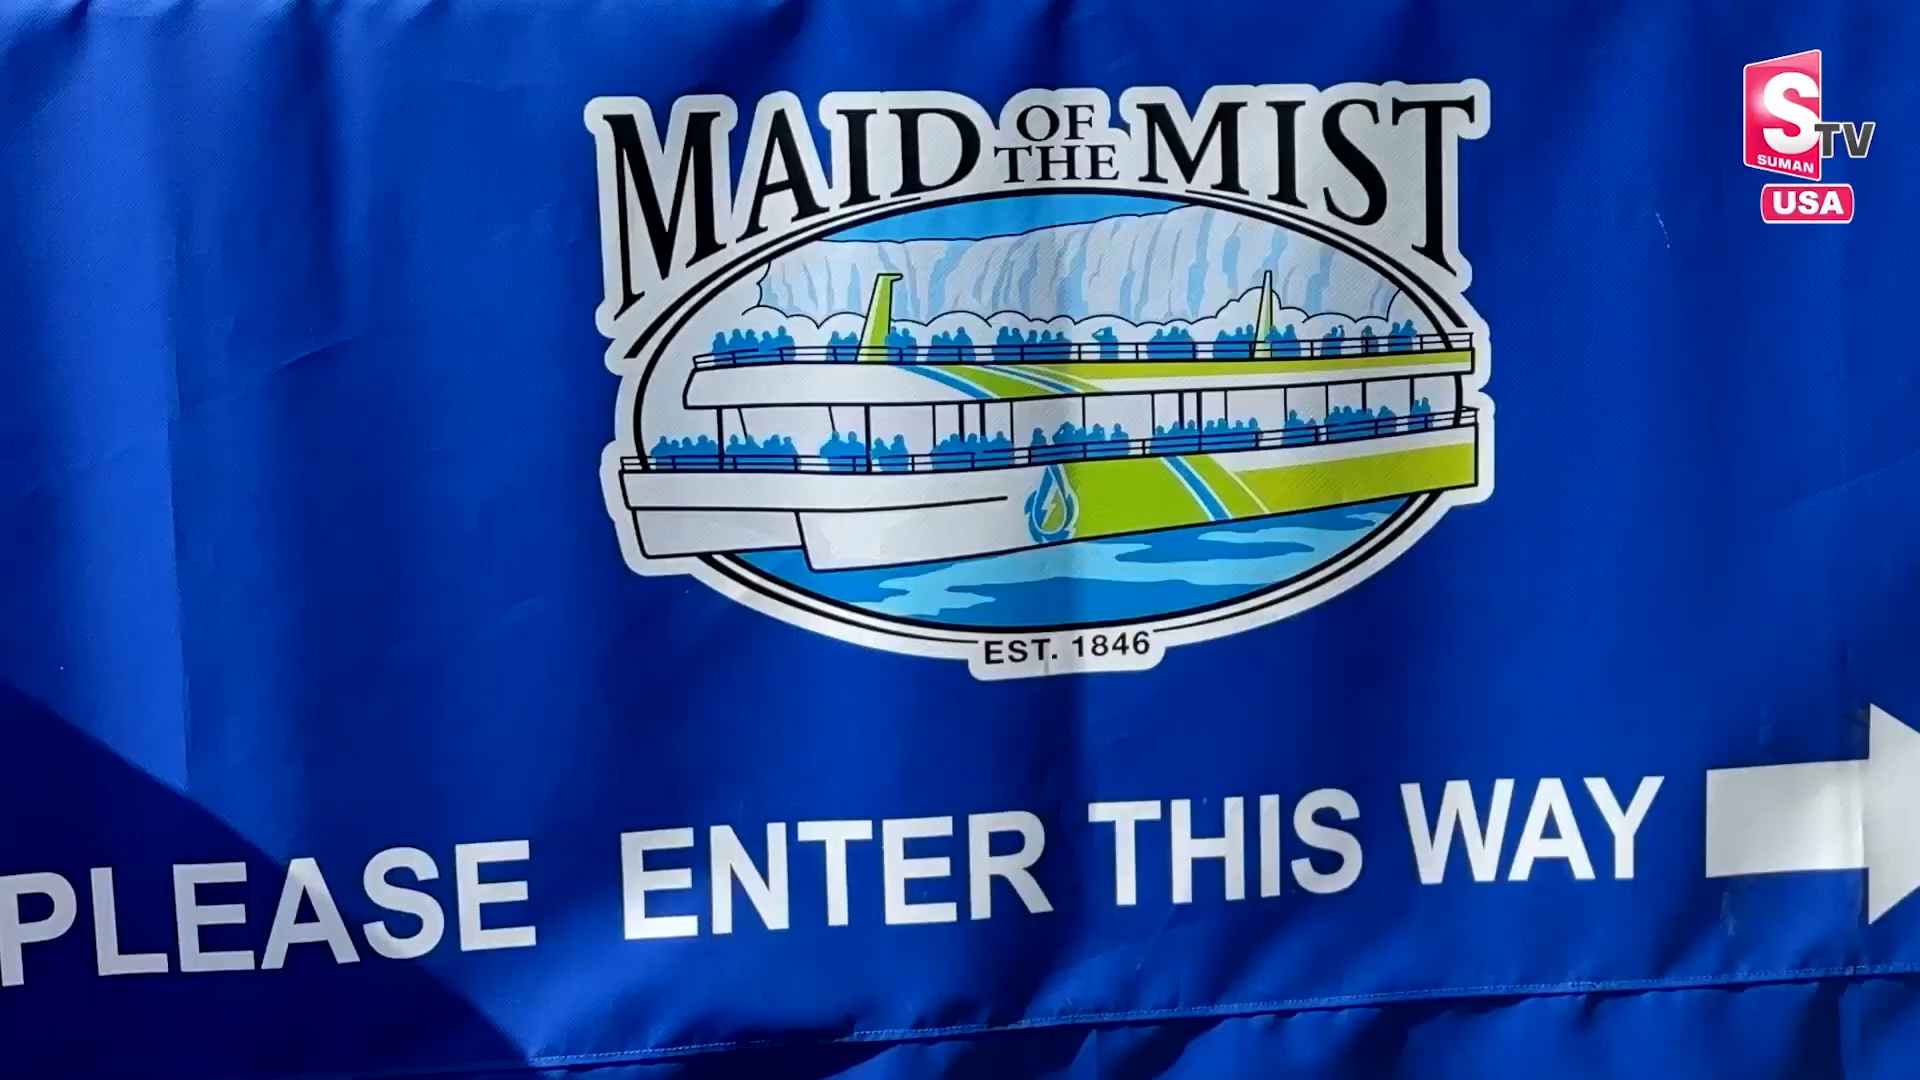 MAID OF THE MIST
EST. 1846
PLEASE ENTER THIS WAY
S TV
SUMAN
USA